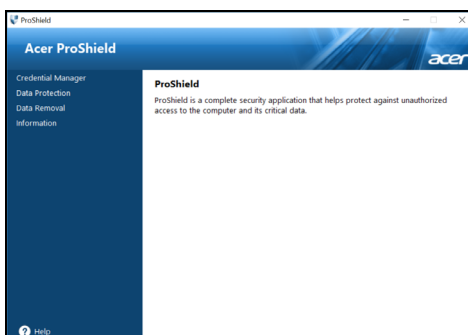 ProShield
Acer ProShield
acer
Credential Manager
Data Protection
Data Removal
Information
ProShield
ProShield is a complete security application that helps protect against unauthorized
access to the computer and its critical data.
? Help